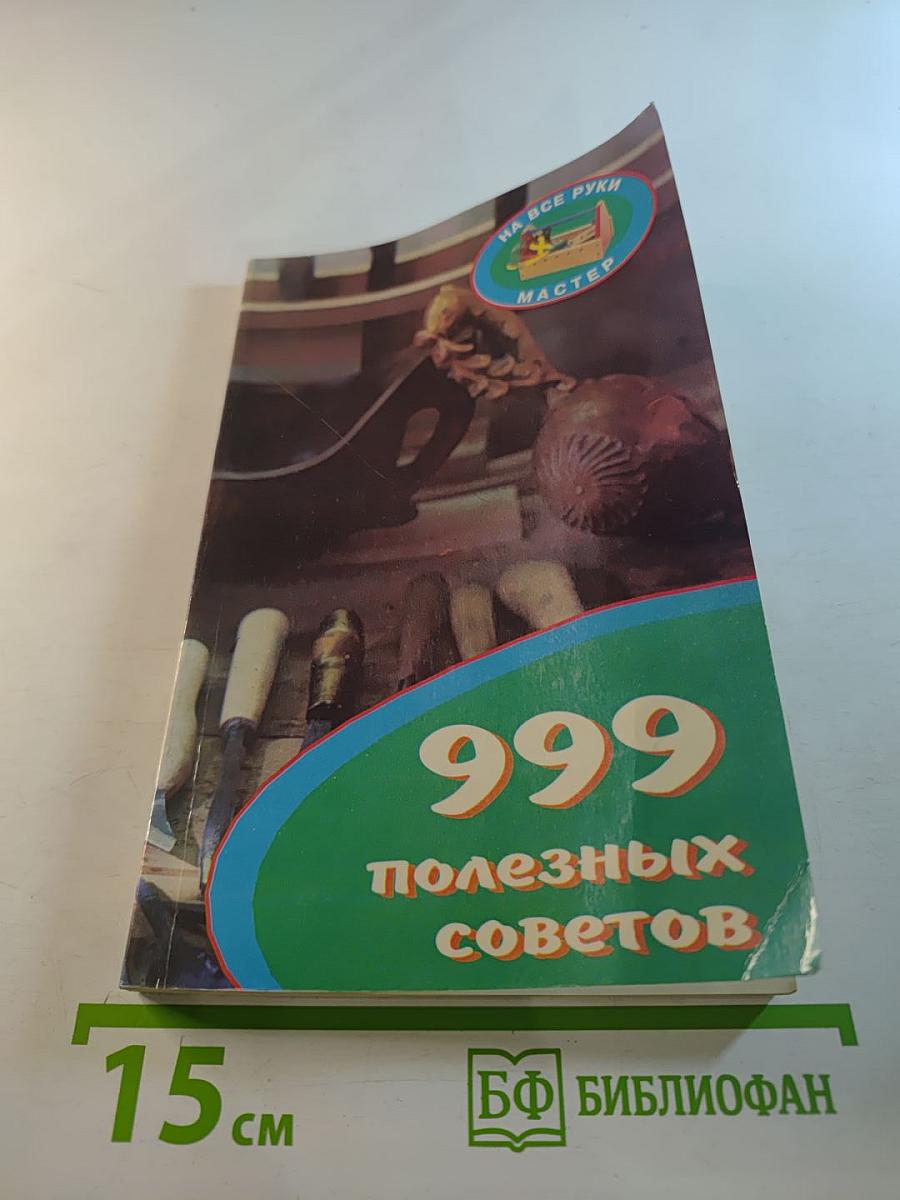 НА ВСЕ РУКИ
МАСТЕР
999
полезных
советов
15 см
БФ БИБЛИОФАН